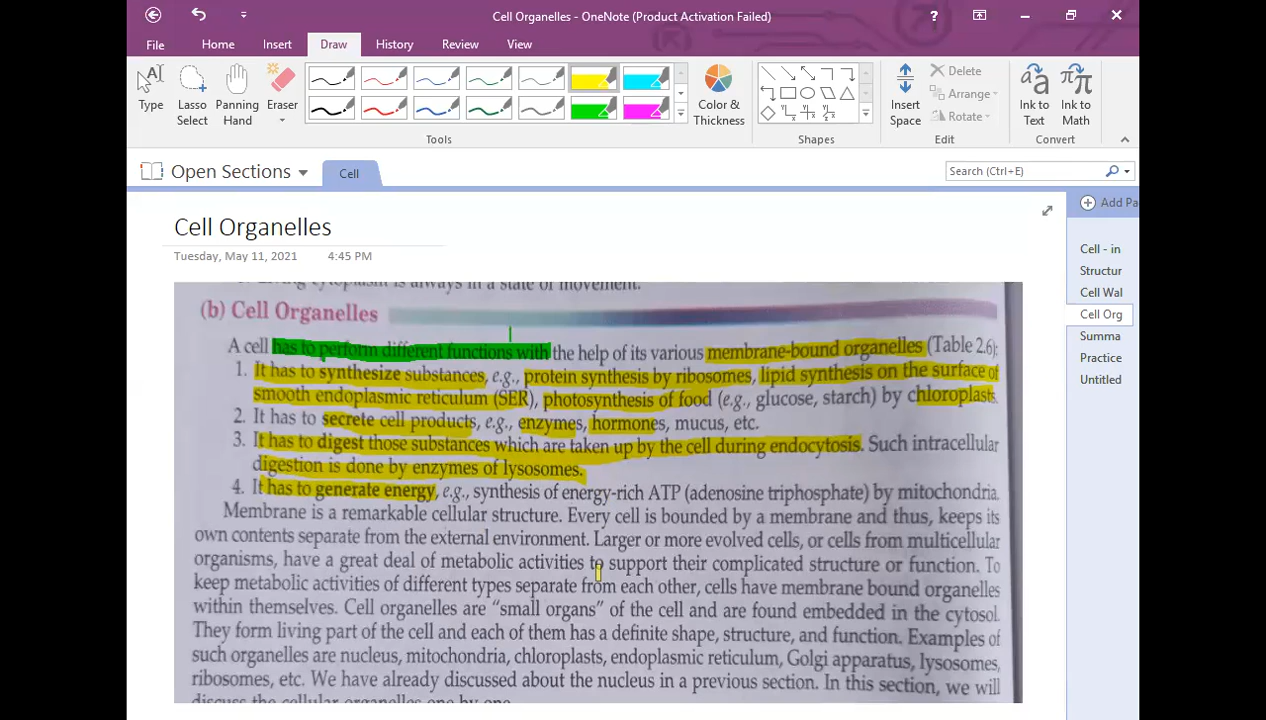 Cell Organelles - OneNote (Product Activation Failed)
File Home Insert Draw History Review View
Type
Lasso Select
Panning Hand
Eraser
Color & Thickness
Insert Space
Delete
Arrange
Rotate
Ink to Text
Ink to Math
Tools
Shapes
Edit
Convert
Open Sections
Cell
Search (Ctrl+E)
Add Pa
Cell - in
Structur
Cell Wal
Cell Org
Summa
Practice
Untitled
Cell Organelles
Tuesday, May 11, 2021 4:45 PM
Living cytoplasm is always in a state of movement.
(b) Cell Organelles
A cell has to perform different functions with the help of its various membrane-bound organelles (Table 2.6):
1. It has to synthesize substances, e.g., protein synthesis by ribosomes, lipid synthesis on the surface of
smooth endoplasmic reticulum (SER), photosynthesis of food (e.g., glucose, starch) by chloroplasts.
2. It has to secrete cell products, e.g., enzymes, hormones, mucus, etc.
3. It has to digest those substances which are taken up by the cell during endocytosis. Such intracellular
digestion is done by enzymes of lysosomes.
4. It has to generate energy, e.g., synthesis of energy-rich ATP (adenosine triphosphate) by mitochondria.
Membrane is a remarkable cellular structure. Every cell is bounded by a membrane and thus, keeps its
own contents separate from the external environment. Larger or more evolved cells, or cells from multicellular
organisms, have a great deal of metabolic activities to support their complicated structure or function. To
keep metabolic activities of different types separate from each other, cells have membrane bound organelles
within themselves. Cell organelles are "small organs" of the cell and are found embedded in the cytosol.
They form living part of the cell and each of them has a definite shape, structure, and function. Examples of
such organelles are nucleus, mitochondria, chloroplasts, endoplasmic reticulum, Golgi apparatus, lysosomes,
ribosomes, etc. We have already discussed about the nucleus in a previous section. In this section, we will
discuss the cellular organelles one by one.